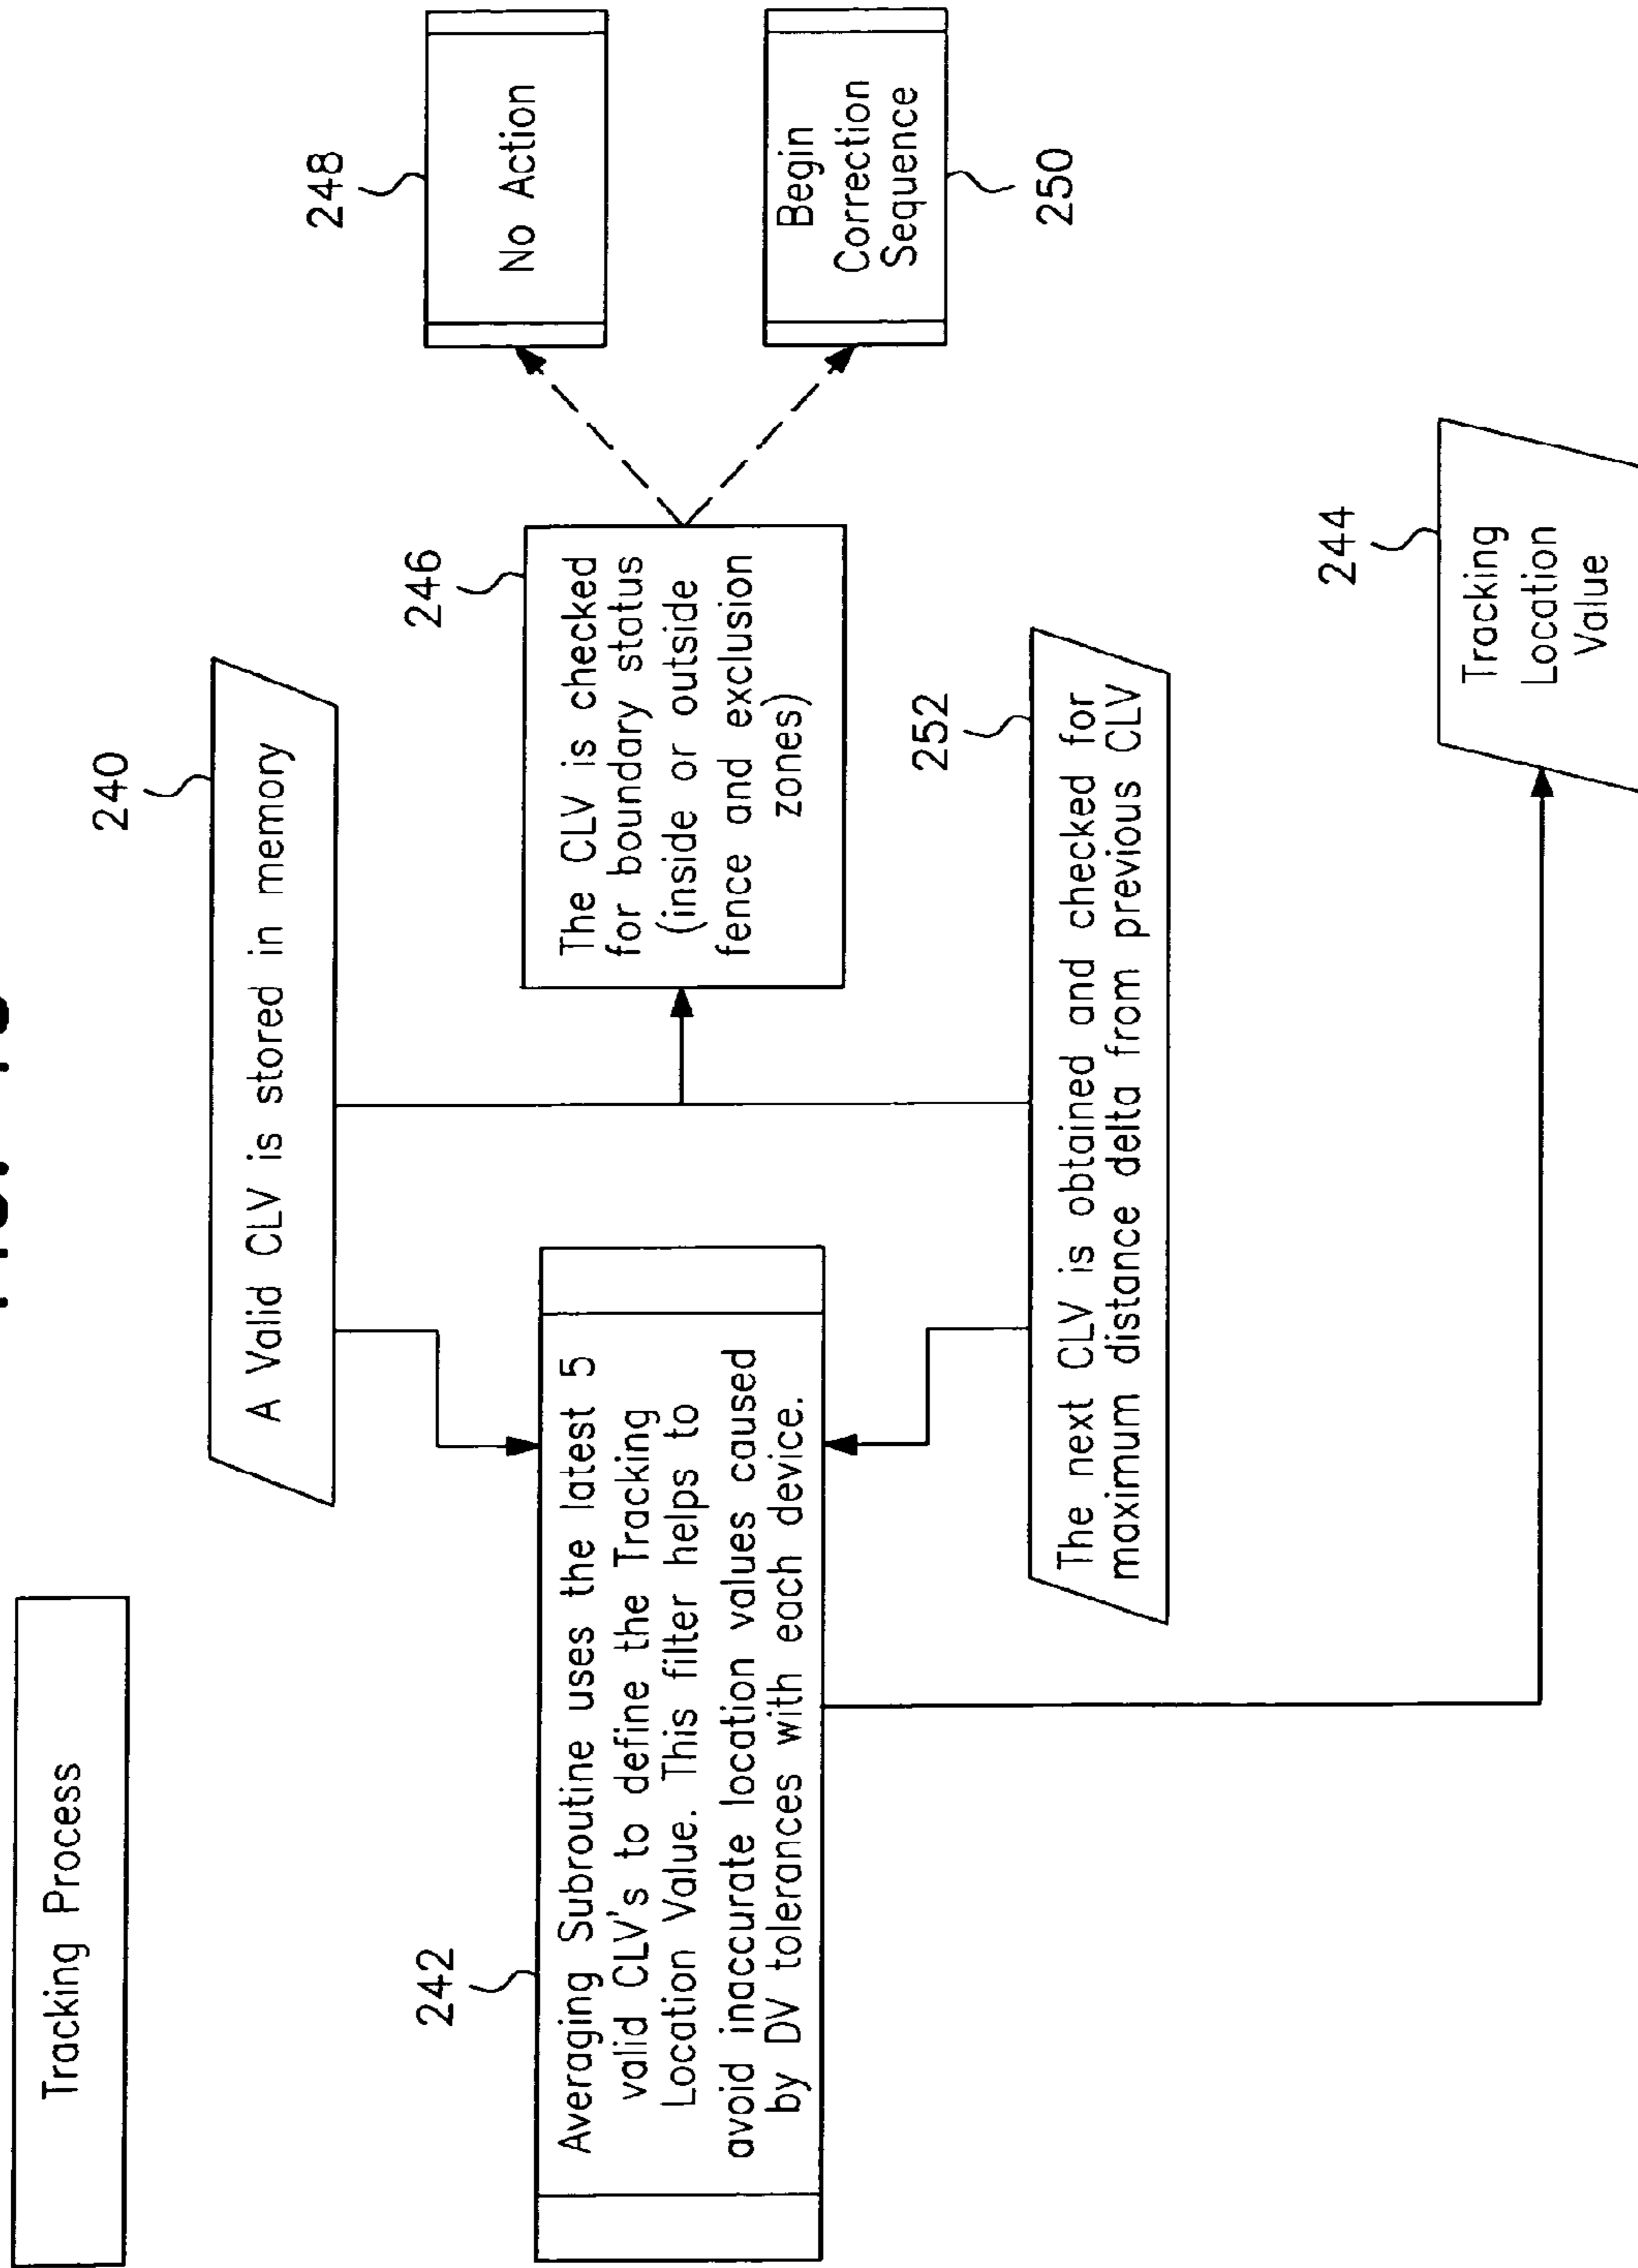 Tracking Process
240
A Valid CLV is stored in memory
242
Averaging Subroutine uses the latest 5
valid CLV's to define the Tracking
Location Value. This filter helps to
avoid inaccurate location values caused
by DV tolerances with each device.
246
The CLV is checked
for boundary status
(inside or outside
fence and exclusion
zones)
248
No Action
Begin
Correction
Sequence
250
252
The next CLV is obtained and checked for
maximum distance delta from previous CLV
244
Tracking
Location
Value